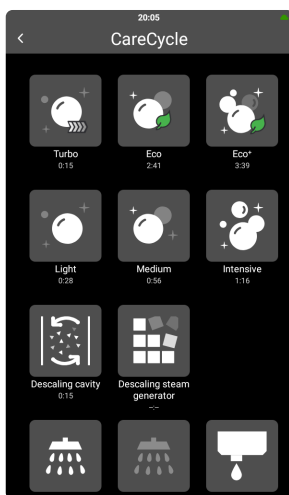 20:05
CareCycle
Turbo
0:15
Eco
2:41
Eco⁺
3:39
Light
0:28
Medium
0:56
Intensive
1:16
Descaling cavity
0:15
Descaling steam
generator
--:--